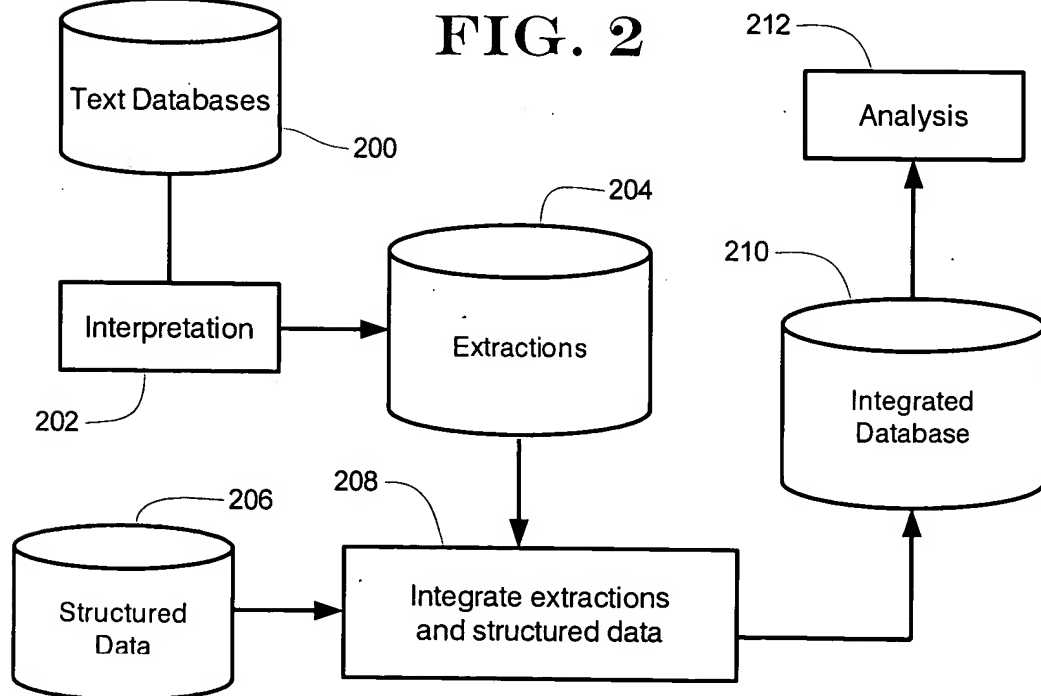 FIG. 2
212
Text Databases
Analysis
200
204
210
Interpretation
Extractions
202
Integrated
Database
208
206
Integrate extractions
and structured data
Structured
Data